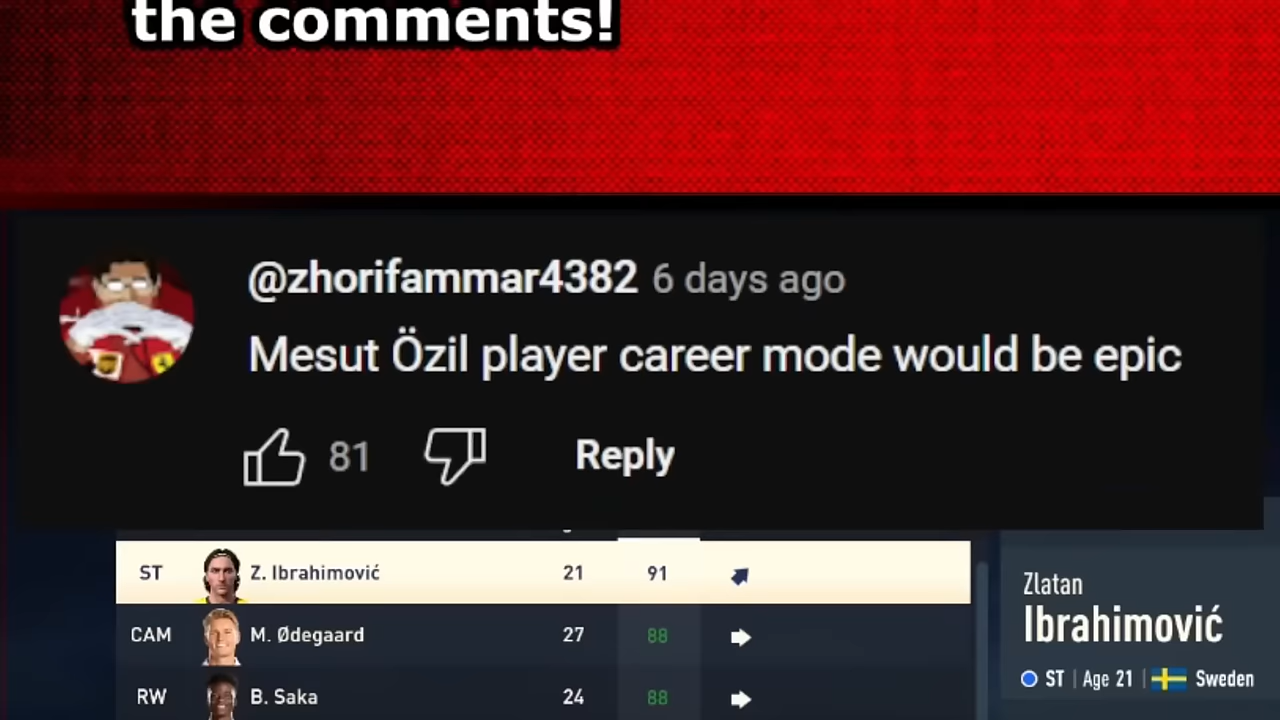 the comments!
@zhorifammar4382 6 days ago
Mesut Özil player career mode would be epic
81 Reply
ST Z. Ibrahimović 21 91
CAM M. Ødegaard 27 88
RW B. Saka 24 88
Zlatan
Ibrahimović
ST | Age 21 | Sweden